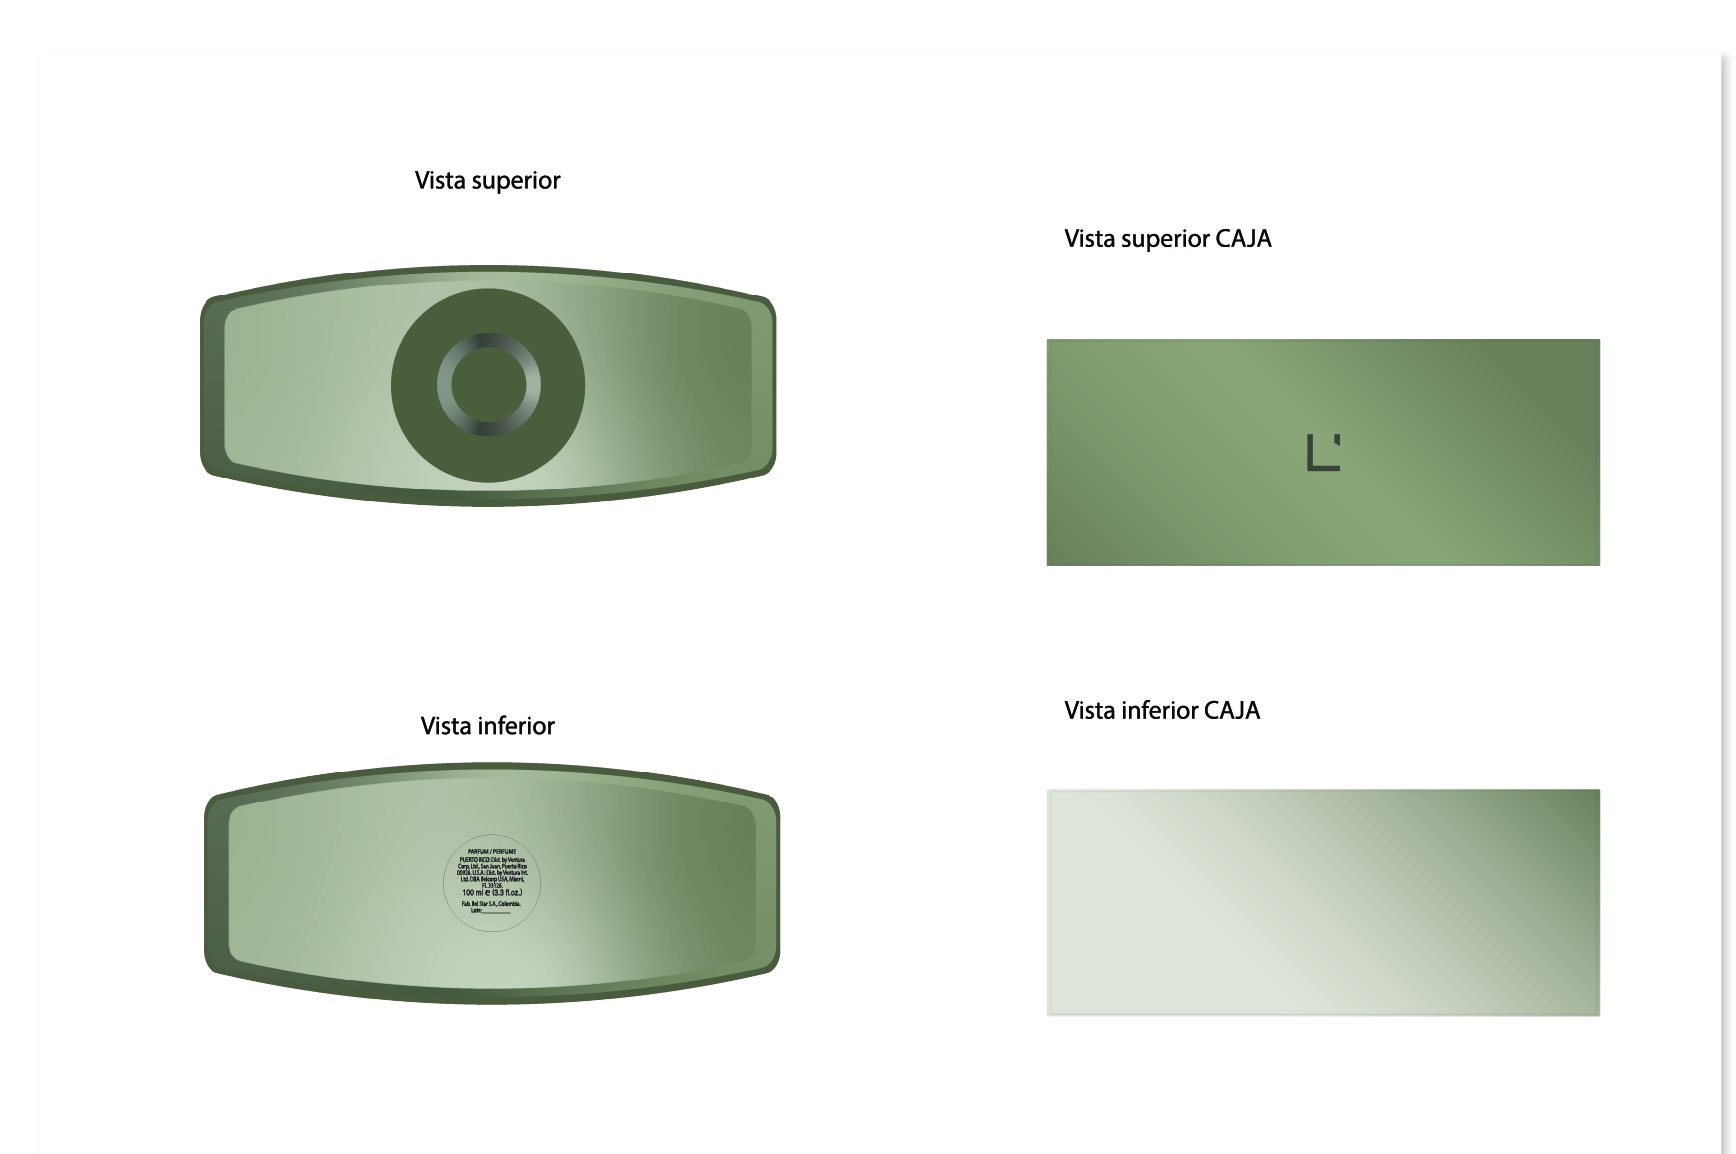 Vista superior
Vista superior CAJA
Vista inferior CAJA
Vista inferior
PARFUM / PERFUME
PUERTO RICO: Dist. by Ventura
Corp. Ltd., San Juan, Puerto Rico
00926. U.S.A.: Dist. by Ventura Int.
Ltd. DBA Belcorp USA, Miami,
FL 33126.
100 ml e (3.3 fl.oz.)
Fab. Bel Star S.A., Colombia.
Lote:__________